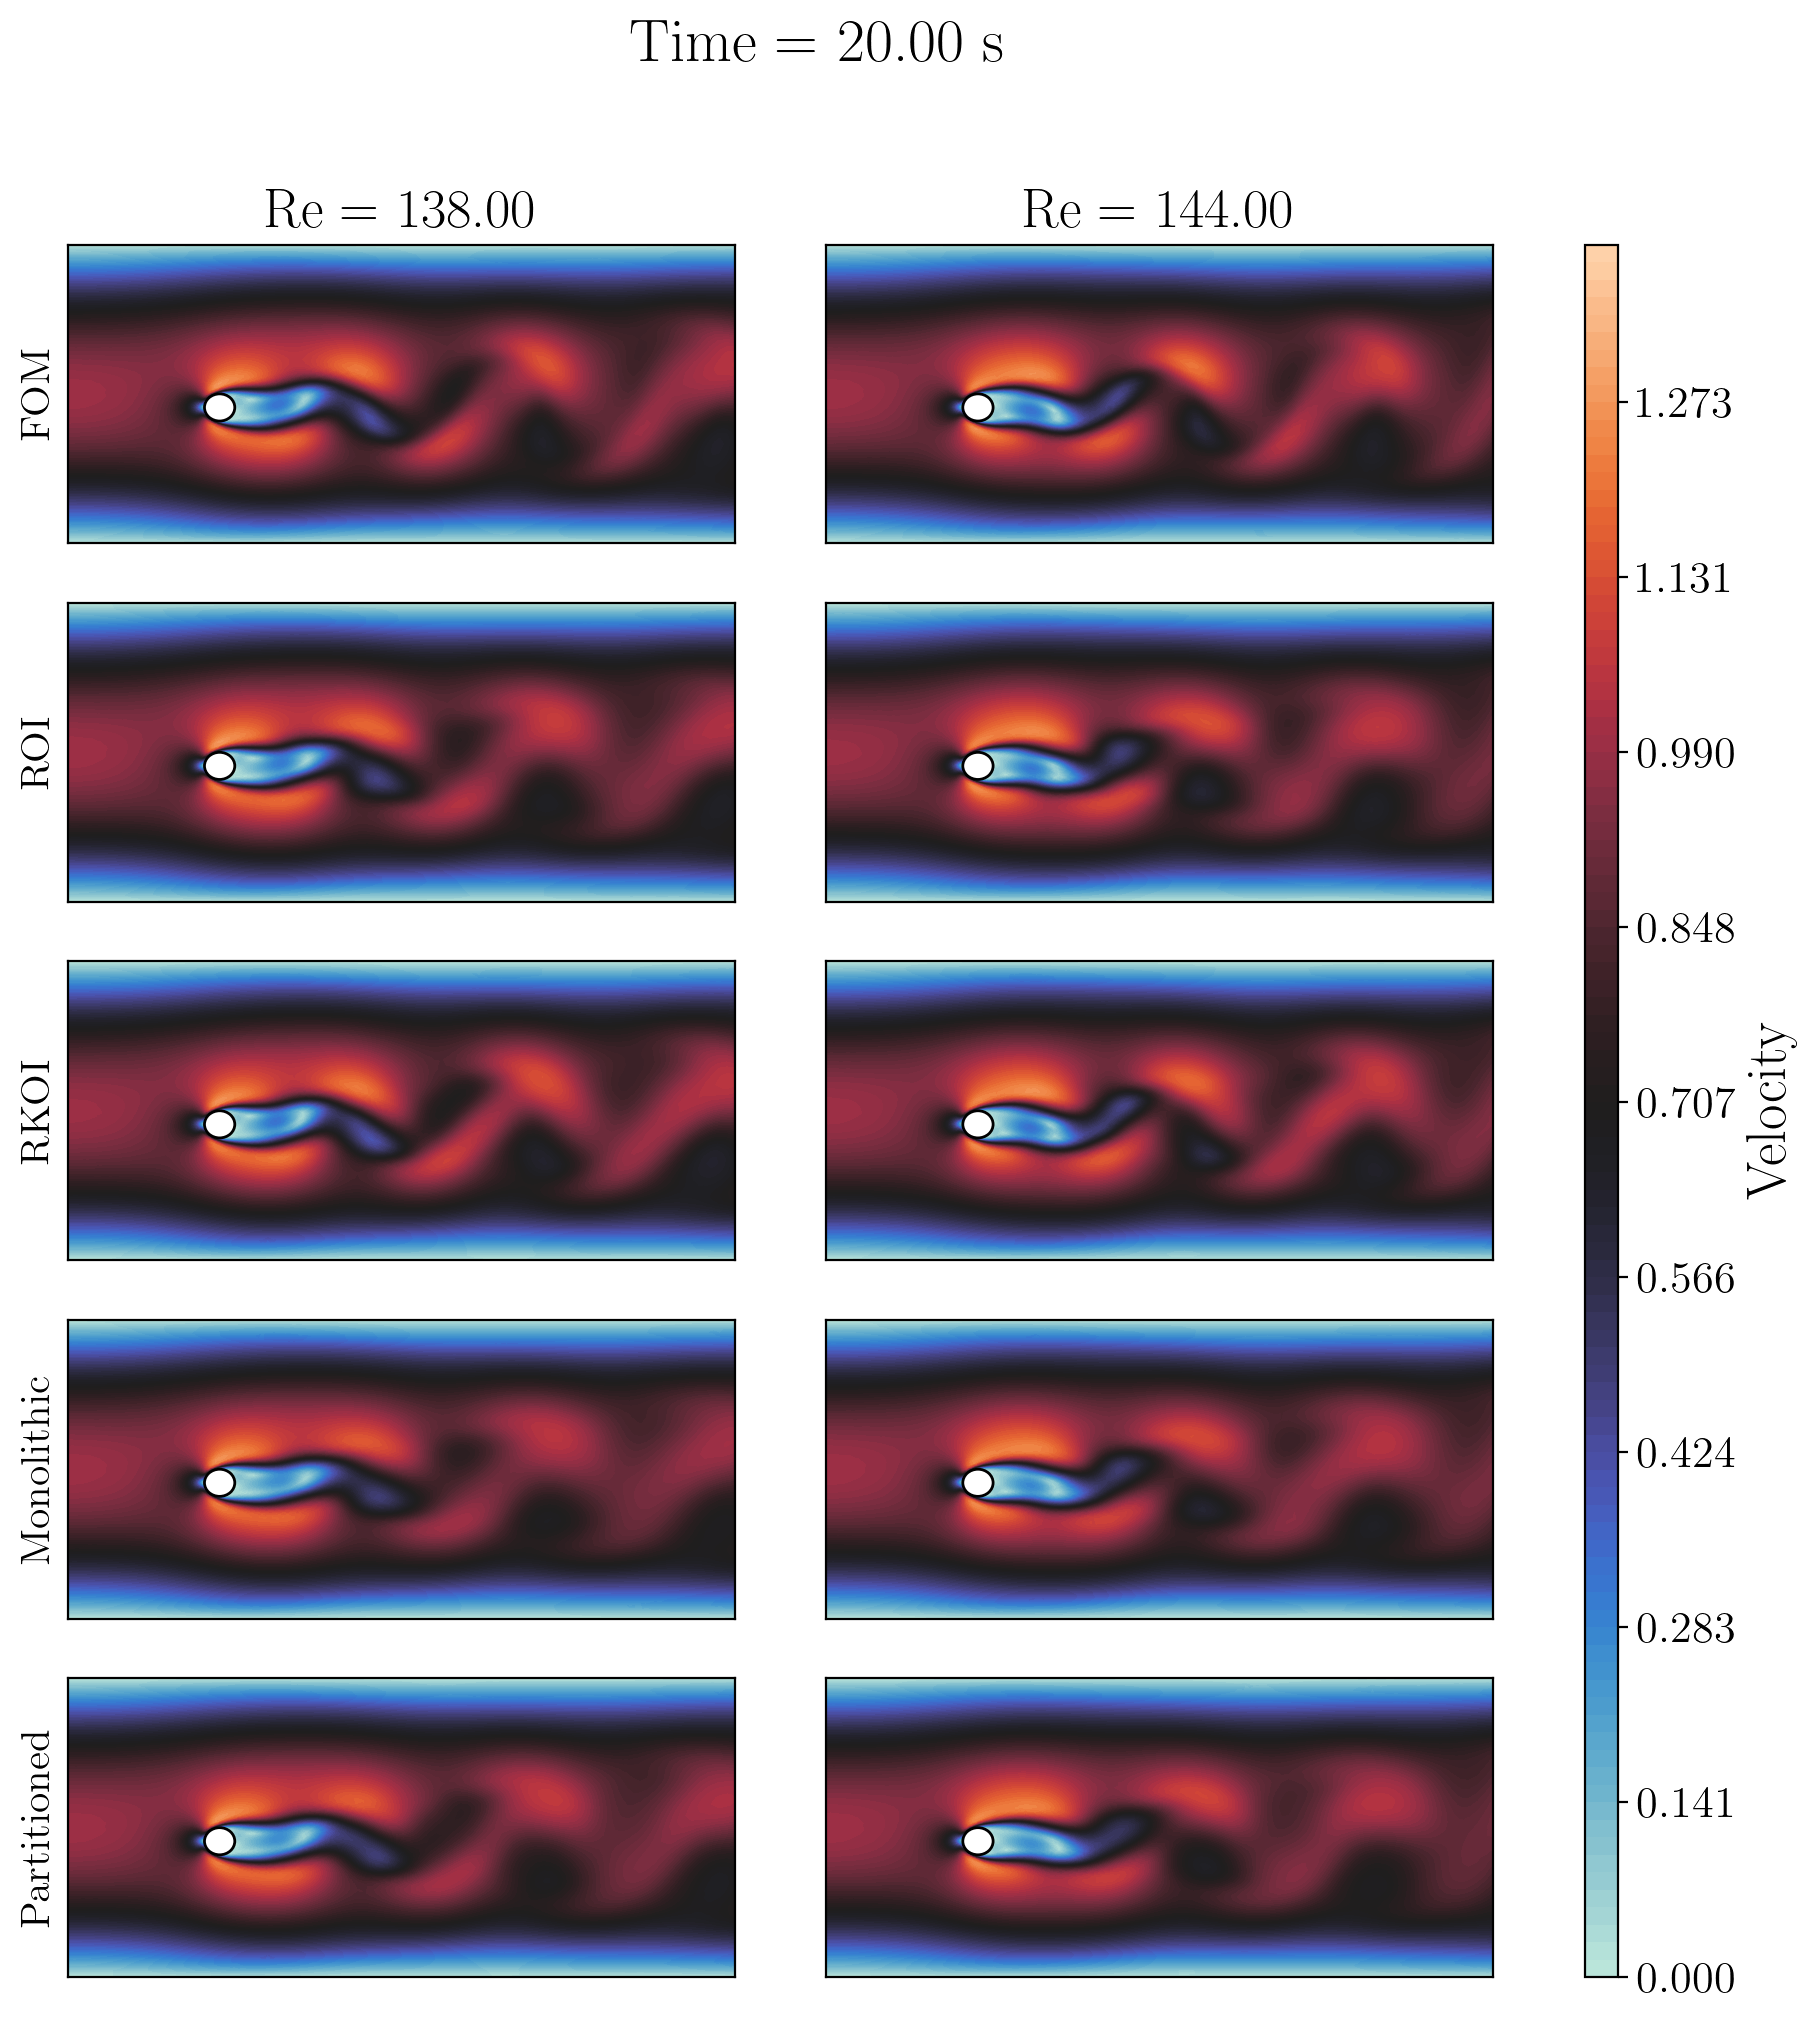 Time = 20.00 s
Re = 138.00
Re = 144.00
FOM
ROI
RKOI
Monolithic
Partitioned
1.273
1.131
0.990
0.848
0.707
0.566
0.424
0.283
0.141
0.000
Velocity